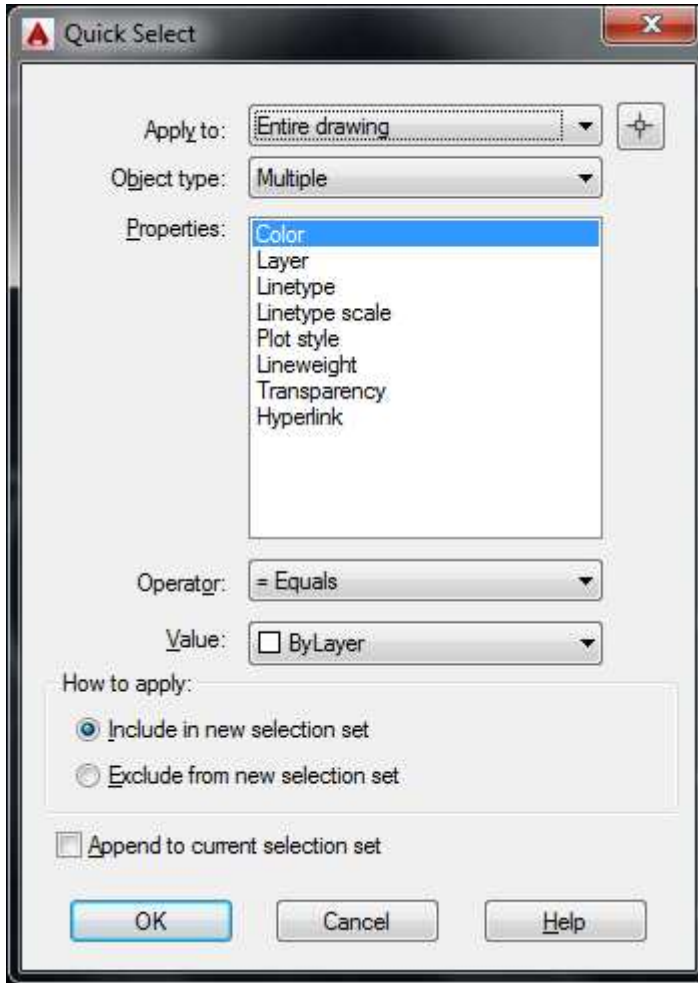 Quick Select
Apply to: Entire drawing
Object type: Multiple
Properties: Color
Layer
Linetype
Linetype scale
Plot style
Lineweight
Transparency
Hyperlink
Operator: = Equals
Value: ByLayer
How to apply:
Include in new selection set
Exclude from new selection set
Append to current selection set
OK Cancel Help